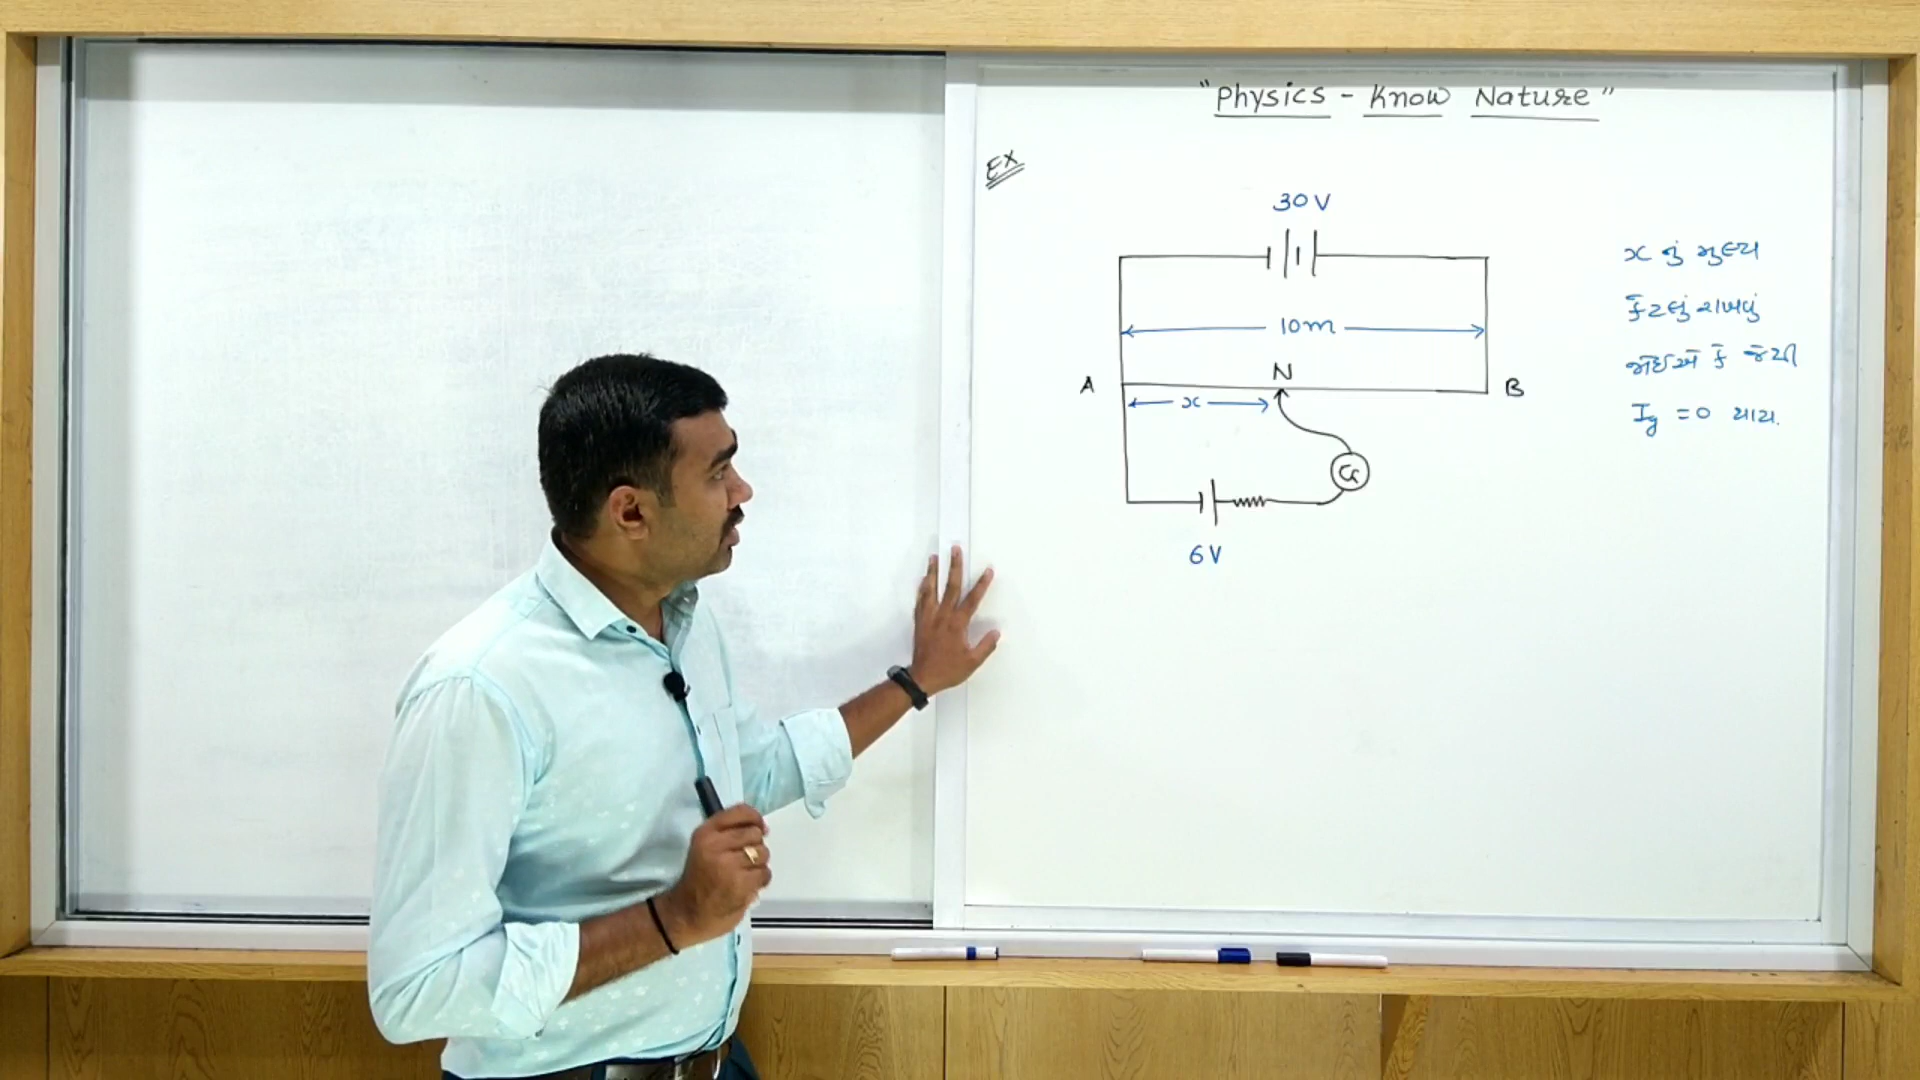 "Physics - Know Nature"
Ex
30V
x નું મુલ્ય
કેટલું રાખવું
જોઈએ કે જેથી
Ig = 0 થાય.
10m
A
N
B
x
G
6V